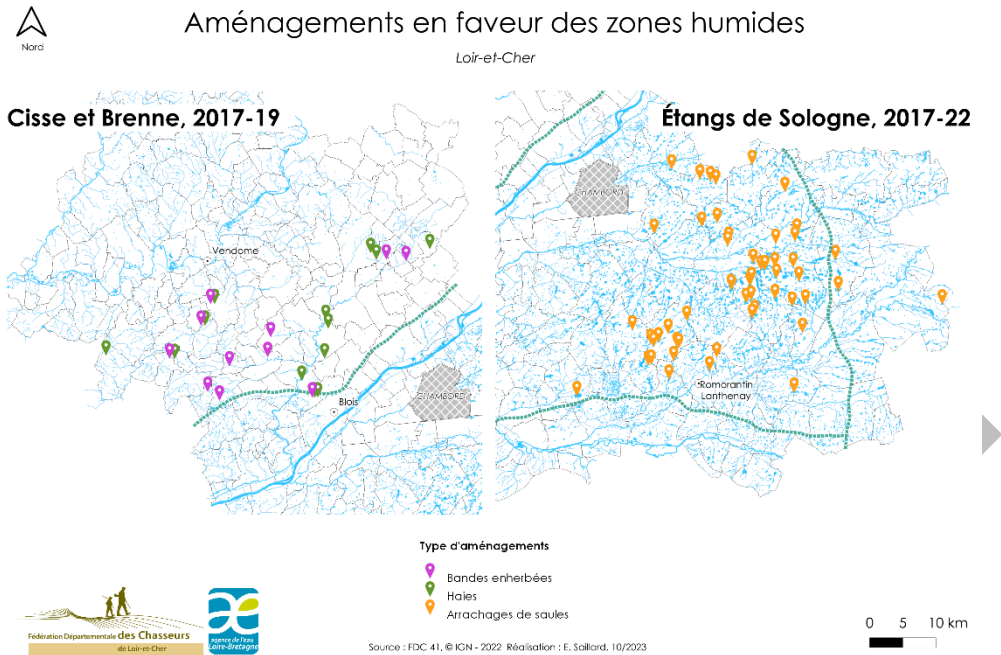 Aménagements en faveur des zones humides
Nord
Loir-et-Cher
Cisse et Brenne, 2017-19
Étangs de Sologne, 2017-22
CHAMBORD
Vendome
CHAMBORD
Blois
Romorantin
Lanthenay
Type d'aménagements
Bandes enherbées
Haies
Arrachages de saules
Fédération Départementale des Chasseurs
de Loir-et-Cher
ae
agence de l'eau
Loire-Bretagne
Source : FDC 41, © IGN - 2022 Réalisation : E. Saillard, 10/2023
0 5 10 km